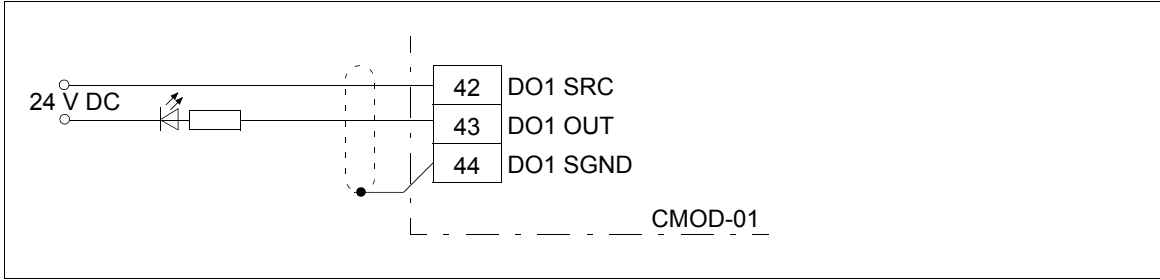 42 DO1 SRC
24 V DC
43 DO1 OUT
44 DO1 SGND
CMOD-01